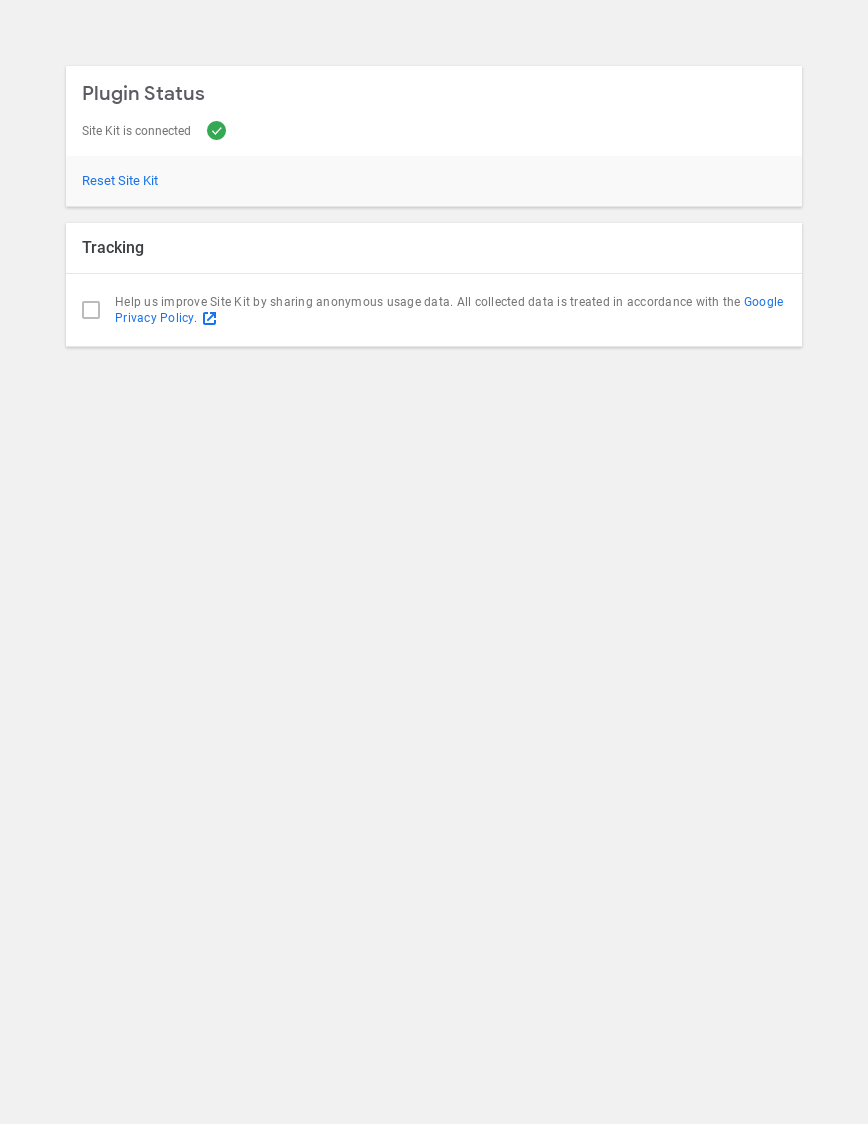 Plugin Status
Site Kit is connected
Reset Site Kit
Tracking
Help us improve Site Kit by sharing anonymous usage data. All collected data is treated in accordance with the Google
Privacy Policy.